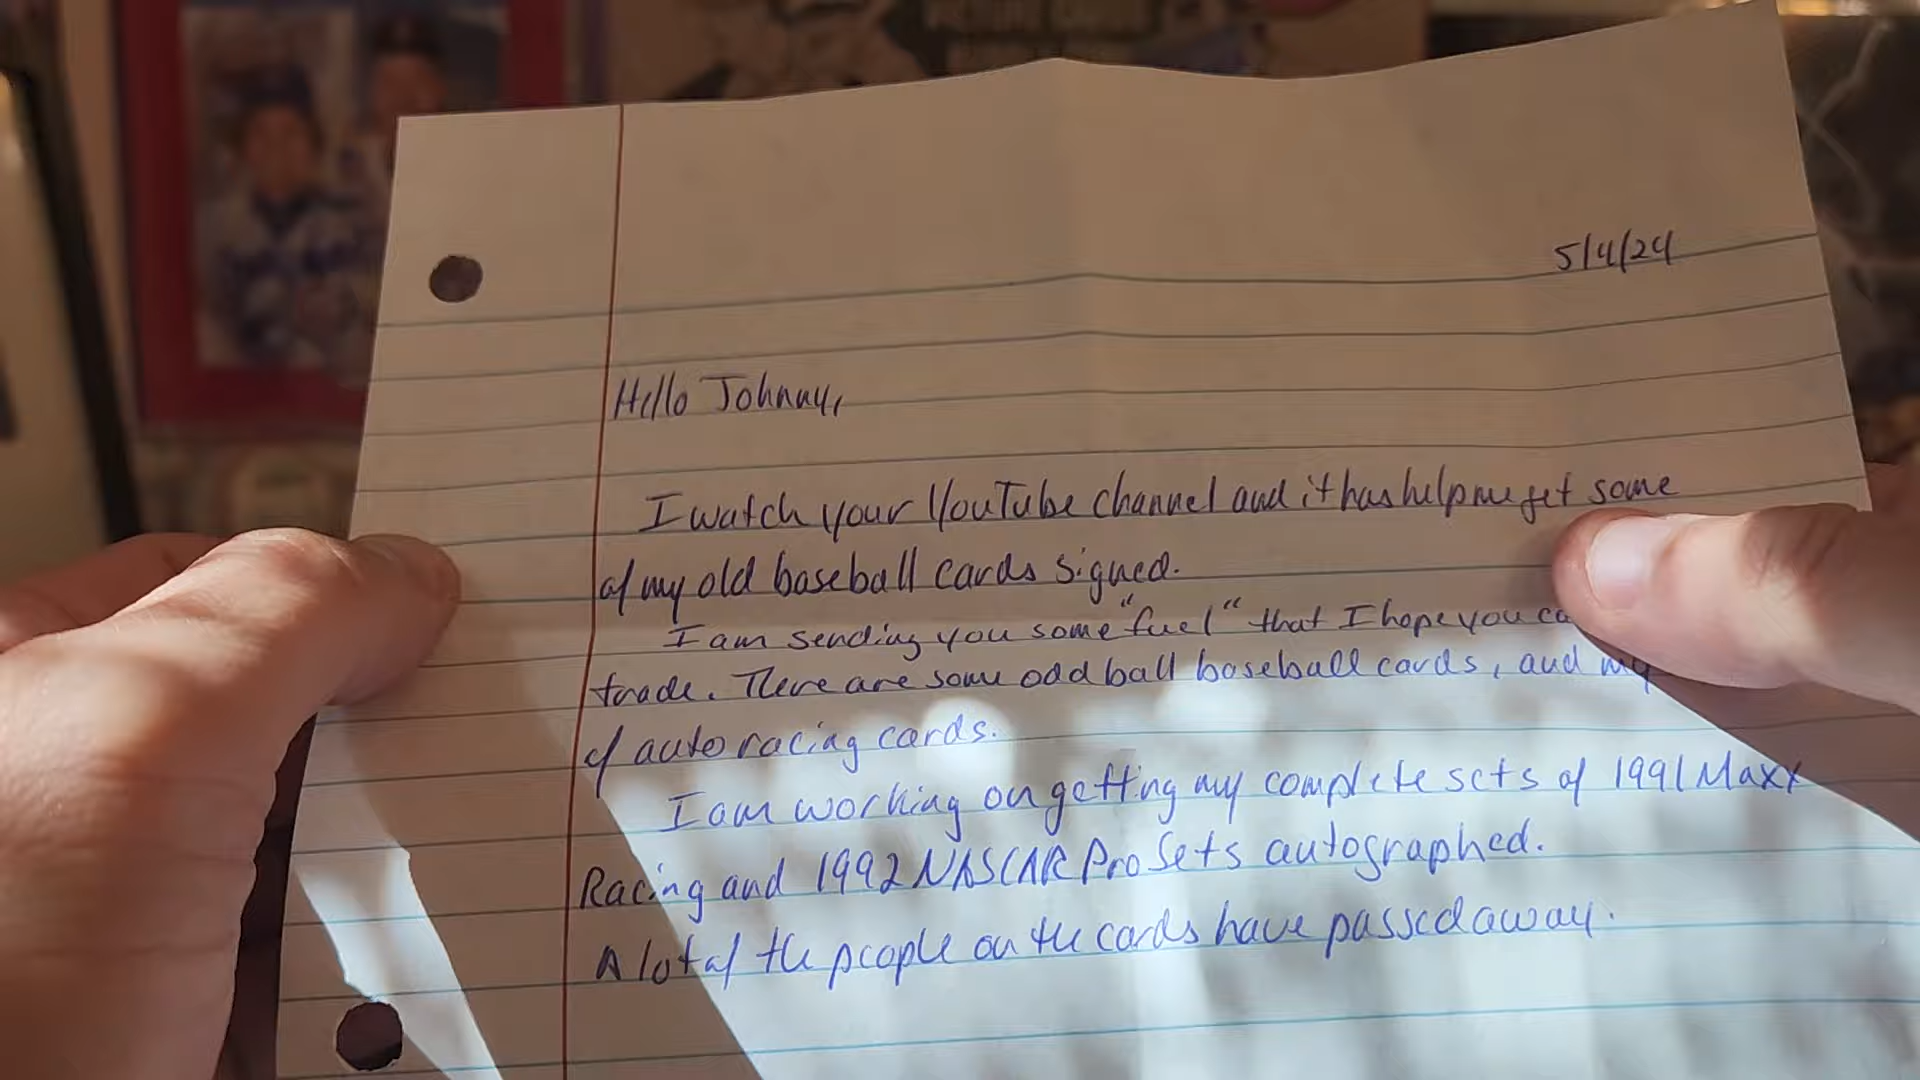 5/4/24
Hello Johnny,
I watch your YouTube channel and it has help me get some
of my old baseball cards signed.
I am sending you some "fuel" that I hope you
trade. There are some odd ball baseball cards, and my
of auto racing cards.
I am working on getting my complete sets of 1991 Maxx
Racing and 1992 NASCAR Pro Sets autographed.
A lot of the people on the cards have passed away.